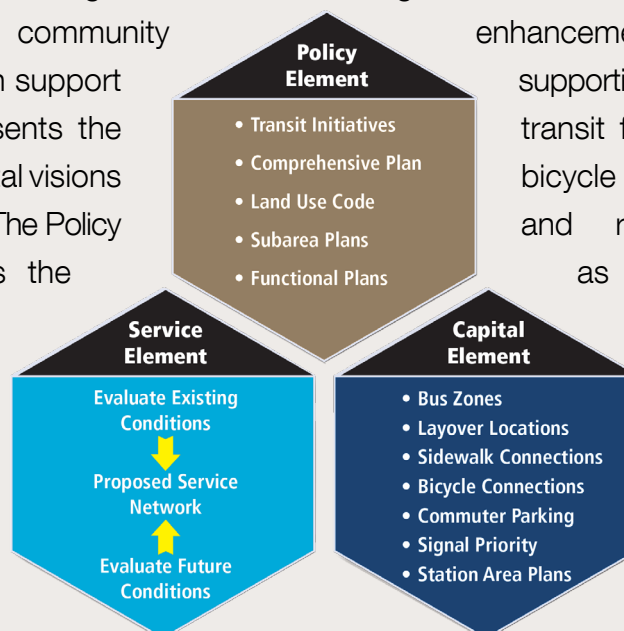 community
support
the
visions
The Policy
the
enhanceme
supporti
transit f
bicycle
and
as
Policy
Element
• Transit Initiatives
• Comprehensive Plan
• Land Use Code
• Subarea Plans
• Functional Plans
Service
Element
Evaluate Existing
Conditions
Proposed Service
Network
Evaluate Future
Conditions
Capital
Element
• Bus Zones
• Layover Locations
• Sidewalk Connections
• Bicycle Connections
• Commuter Parking
• Signal Priority
• Station Area Plans